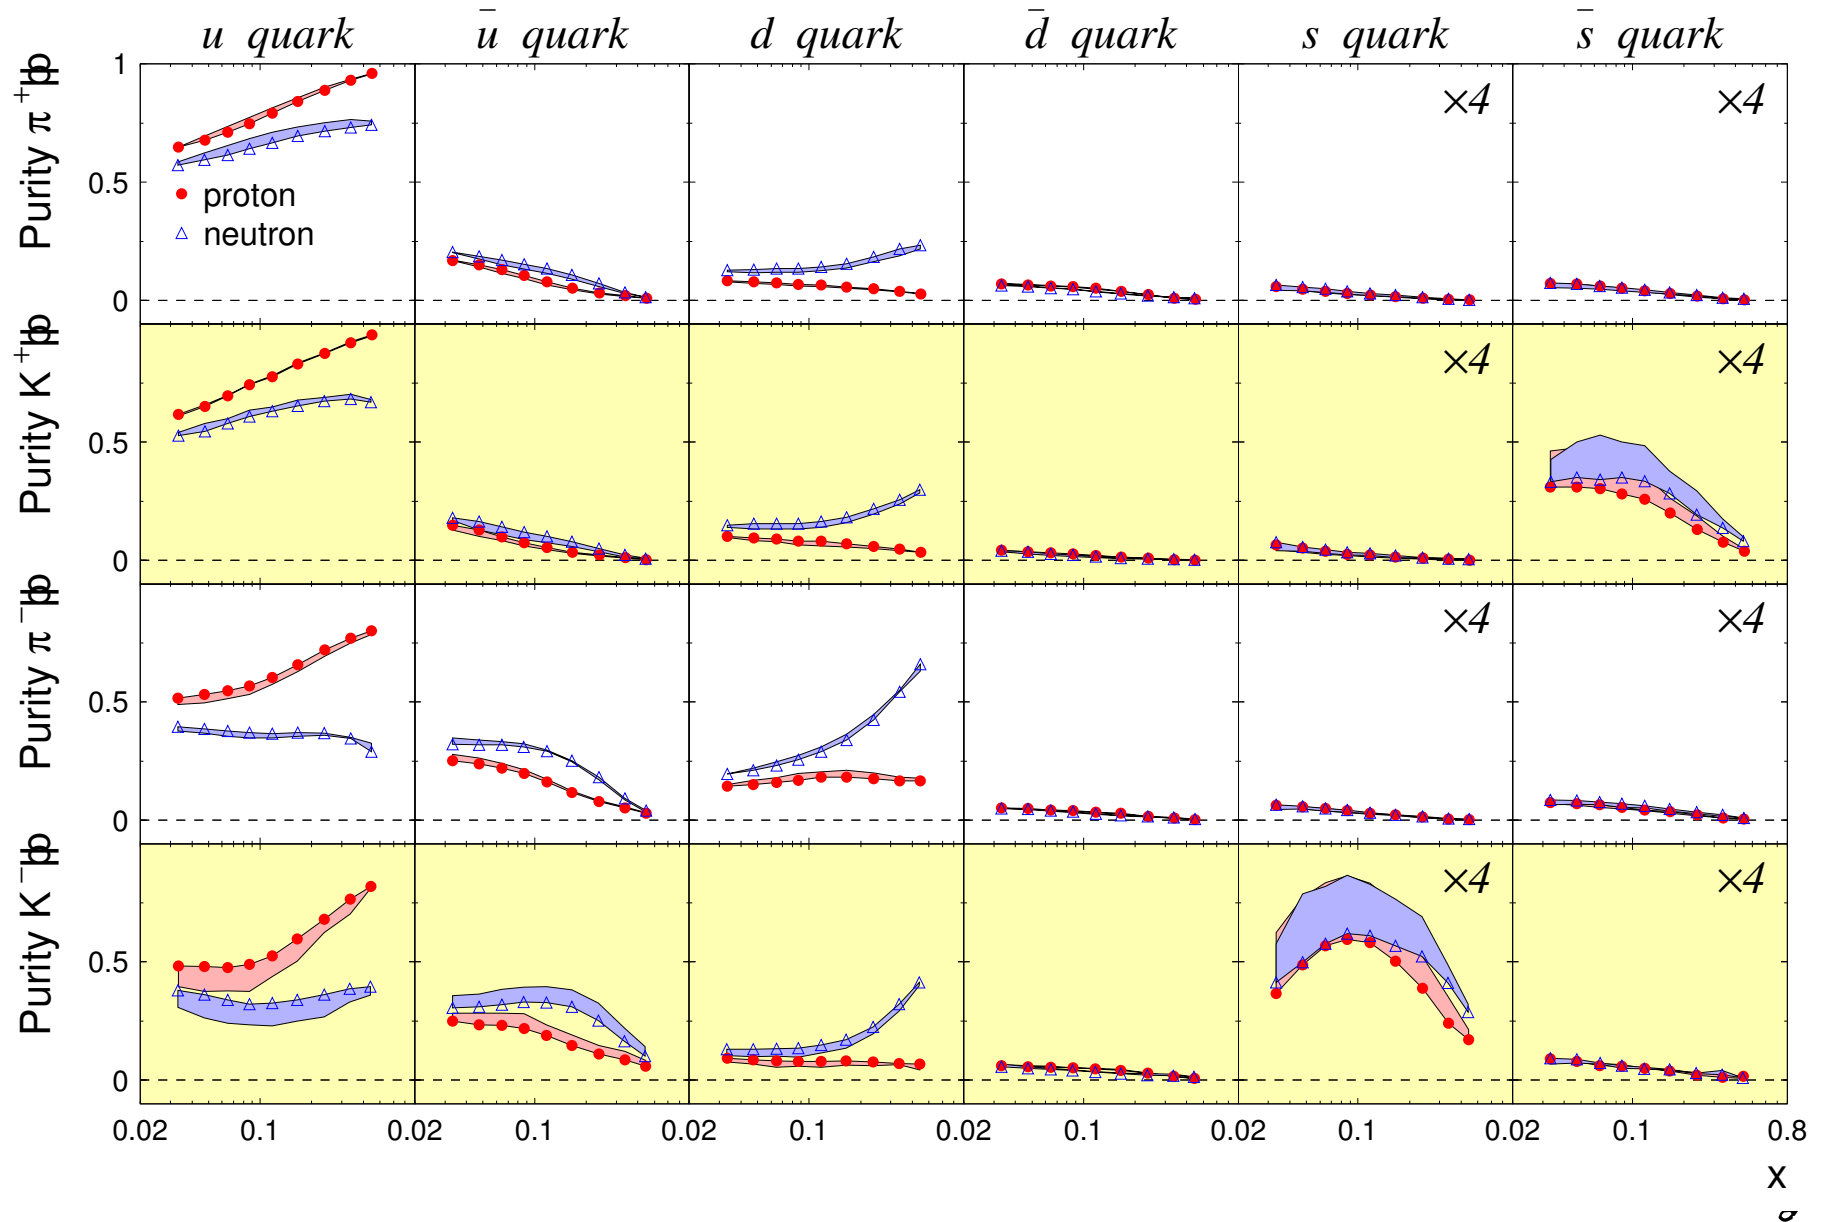 u quark ū quark d quark d̄ quark s quark s̄ quark
1
Purity π⁺
×4 ×4
0.5
proton
neutron
0
Purity K⁺
×4 ×4
0.5
0
Purity π⁻
×4 ×4
0.5
0
Purity K⁻
×4 ×4
0.5
0
0.02 0.1 0.02 0.1 0.02 0.1 0.02 0.1 0.02 0.1 0.02 0.1 0.8
x